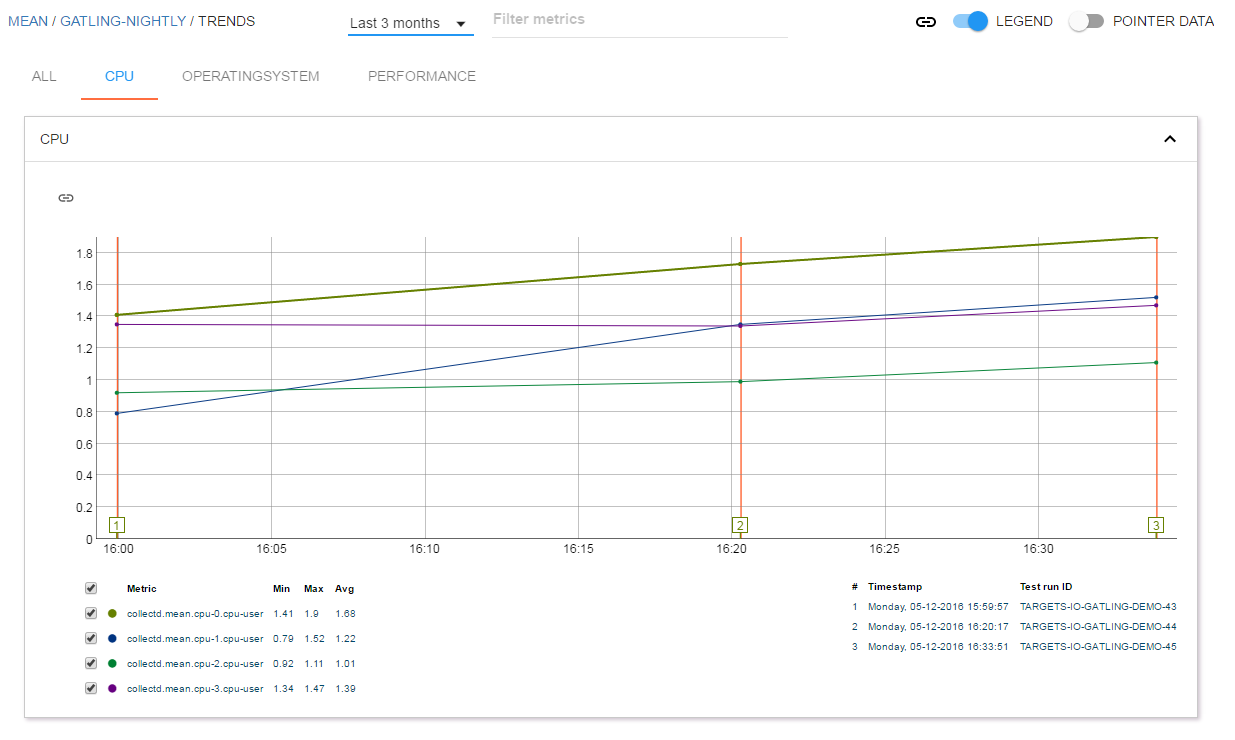 MEAN / GATLING-NIGHTLY / TRENDS Last 3 months Filter metrics LEGEND POINTER DATA
ALL CPU OPERATINGSYSTEM PERFORMANCE
CPU
1.8
1.6
1.4
1.2
1
0.8
0.6
0.4
0.2
0
1 2 3
16:00 16:05 16:10 16:15 16:20 16:25 16:30
Metric Min Max Avg
collectd.mean.cpu-0.cpu-user 1.41 1.9 1.68
collectd.mean.cpu-1.cpu-user 0.79 1.52 1.22
collectd.mean.cpu-2.cpu-user 0.92 1.11 1.01
collectd.mean.cpu-3.cpu-user 1.34 1.47 1.39
# Timestamp Test run ID
1 Monday, 05-12-2016 15:59:57 TARGETS-IO-GATLING-DEMO-43
2 Monday, 05-12-2016 16:20:17 TARGETS-IO-GATLING-DEMO-44
3 Monday, 05-12-2016 16:33:51 TARGETS-IO-GATLING-DEMO-45